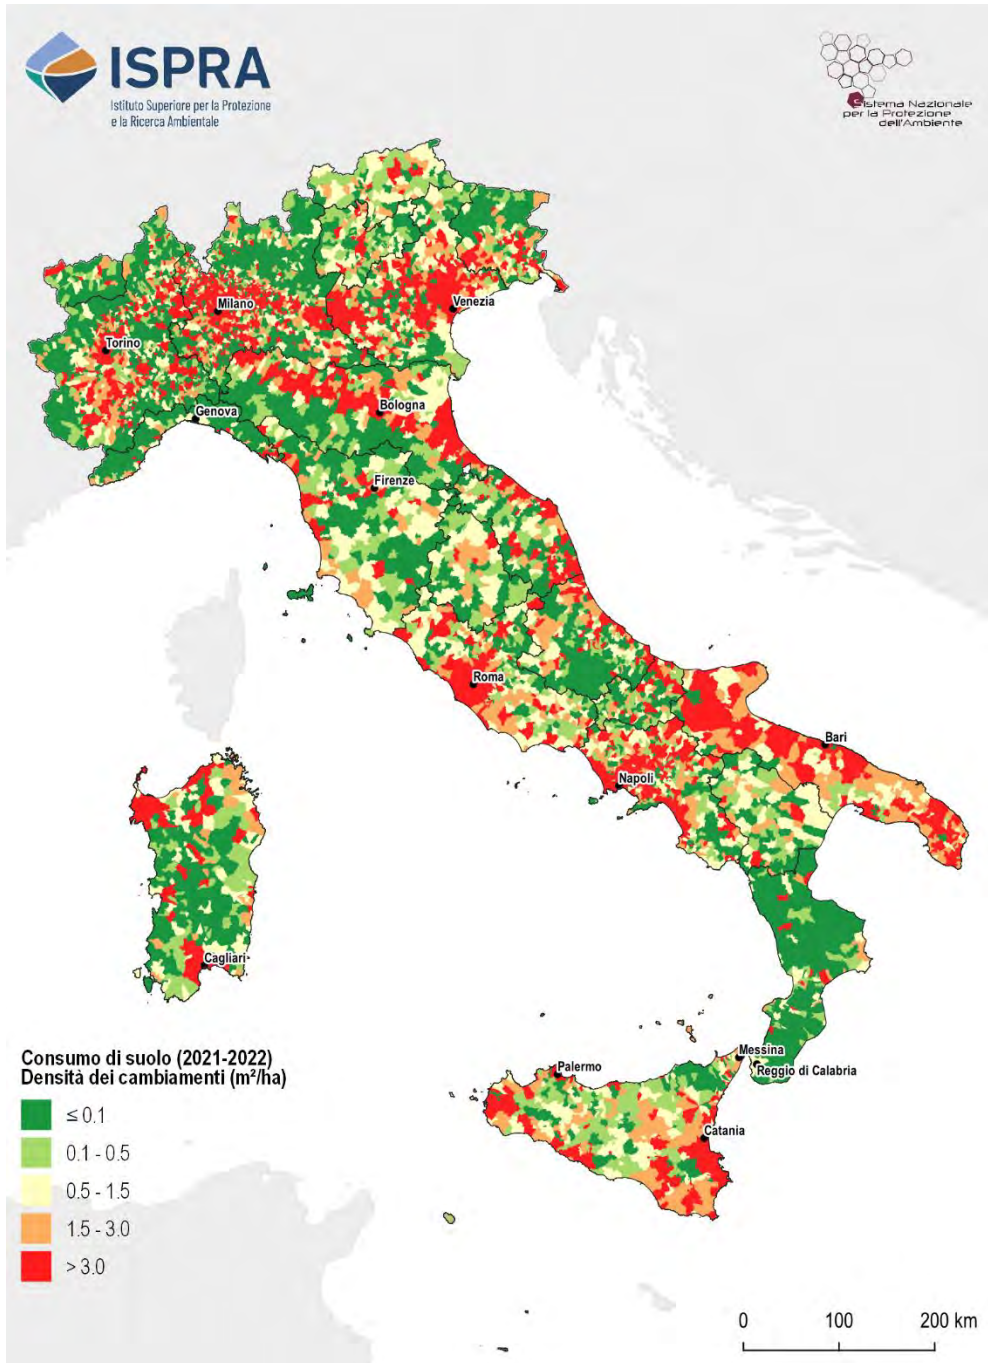 ISPRA
Istituto Superiore per la Protezione
e la Ricerca Ambientale
Sistema Nazionale
per la Protezione
dell'Ambiente
Milano
Venezia
Torino
Genova
Bologna
Firenze
Roma
Bari
Napoli
Cagliari
Messina
Palermo
Reggio di Calabria
Catania
Consumo di suolo (2021-2022)
Densità dei cambiamenti (m²/ha)
≤ 0.1
0.1 - 0.5
0.5 - 1.5
1.5 - 3.0
> 3.0
0 100 200 km